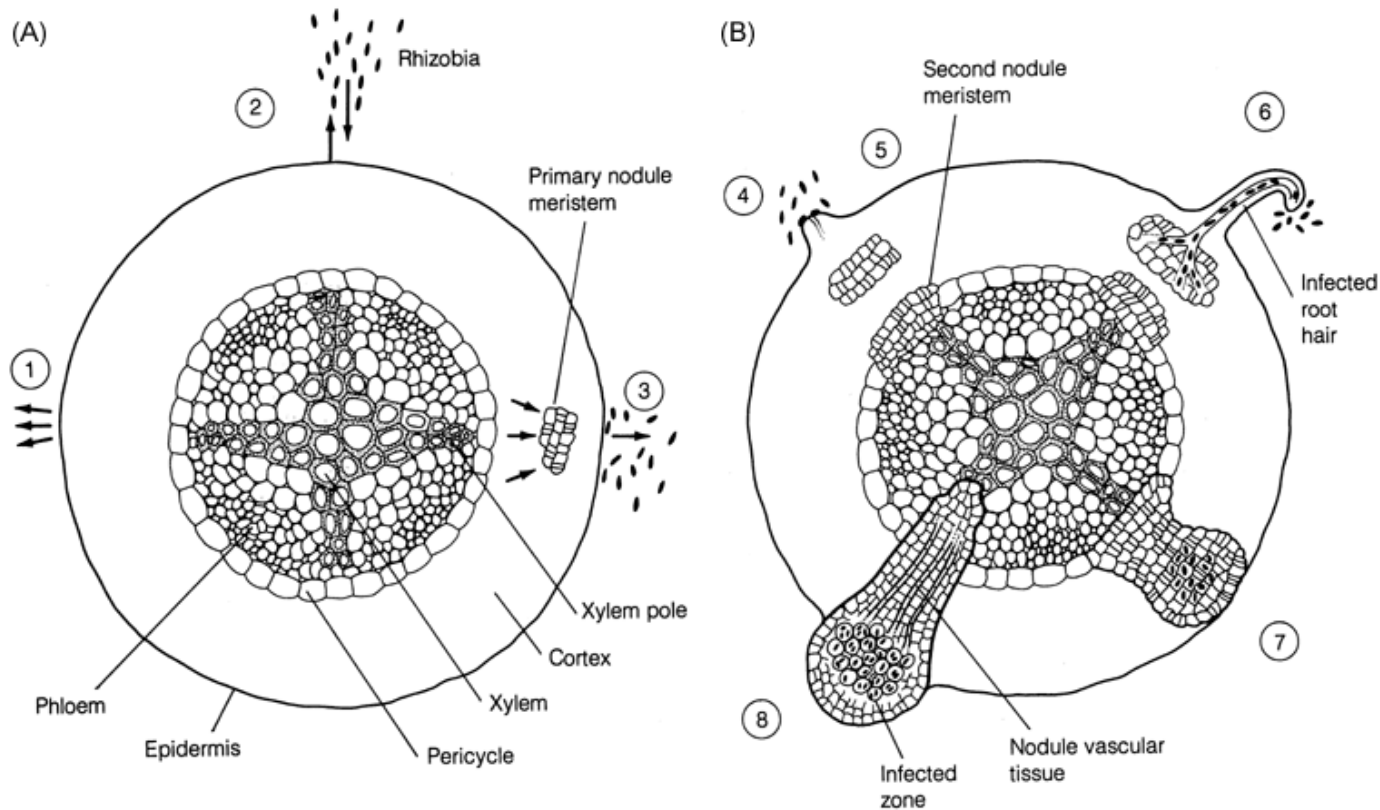 (A)
Rhizobia
2
Primary nodule
meristem
1
3
Xylem pole
Cortex
Phloem
Xylem
Epidermis
Pericycle
(B)
Second nodule
meristem
6
5
4
Infected
root
hair
7
8
Nodule vascular
tissue
Infected
zone